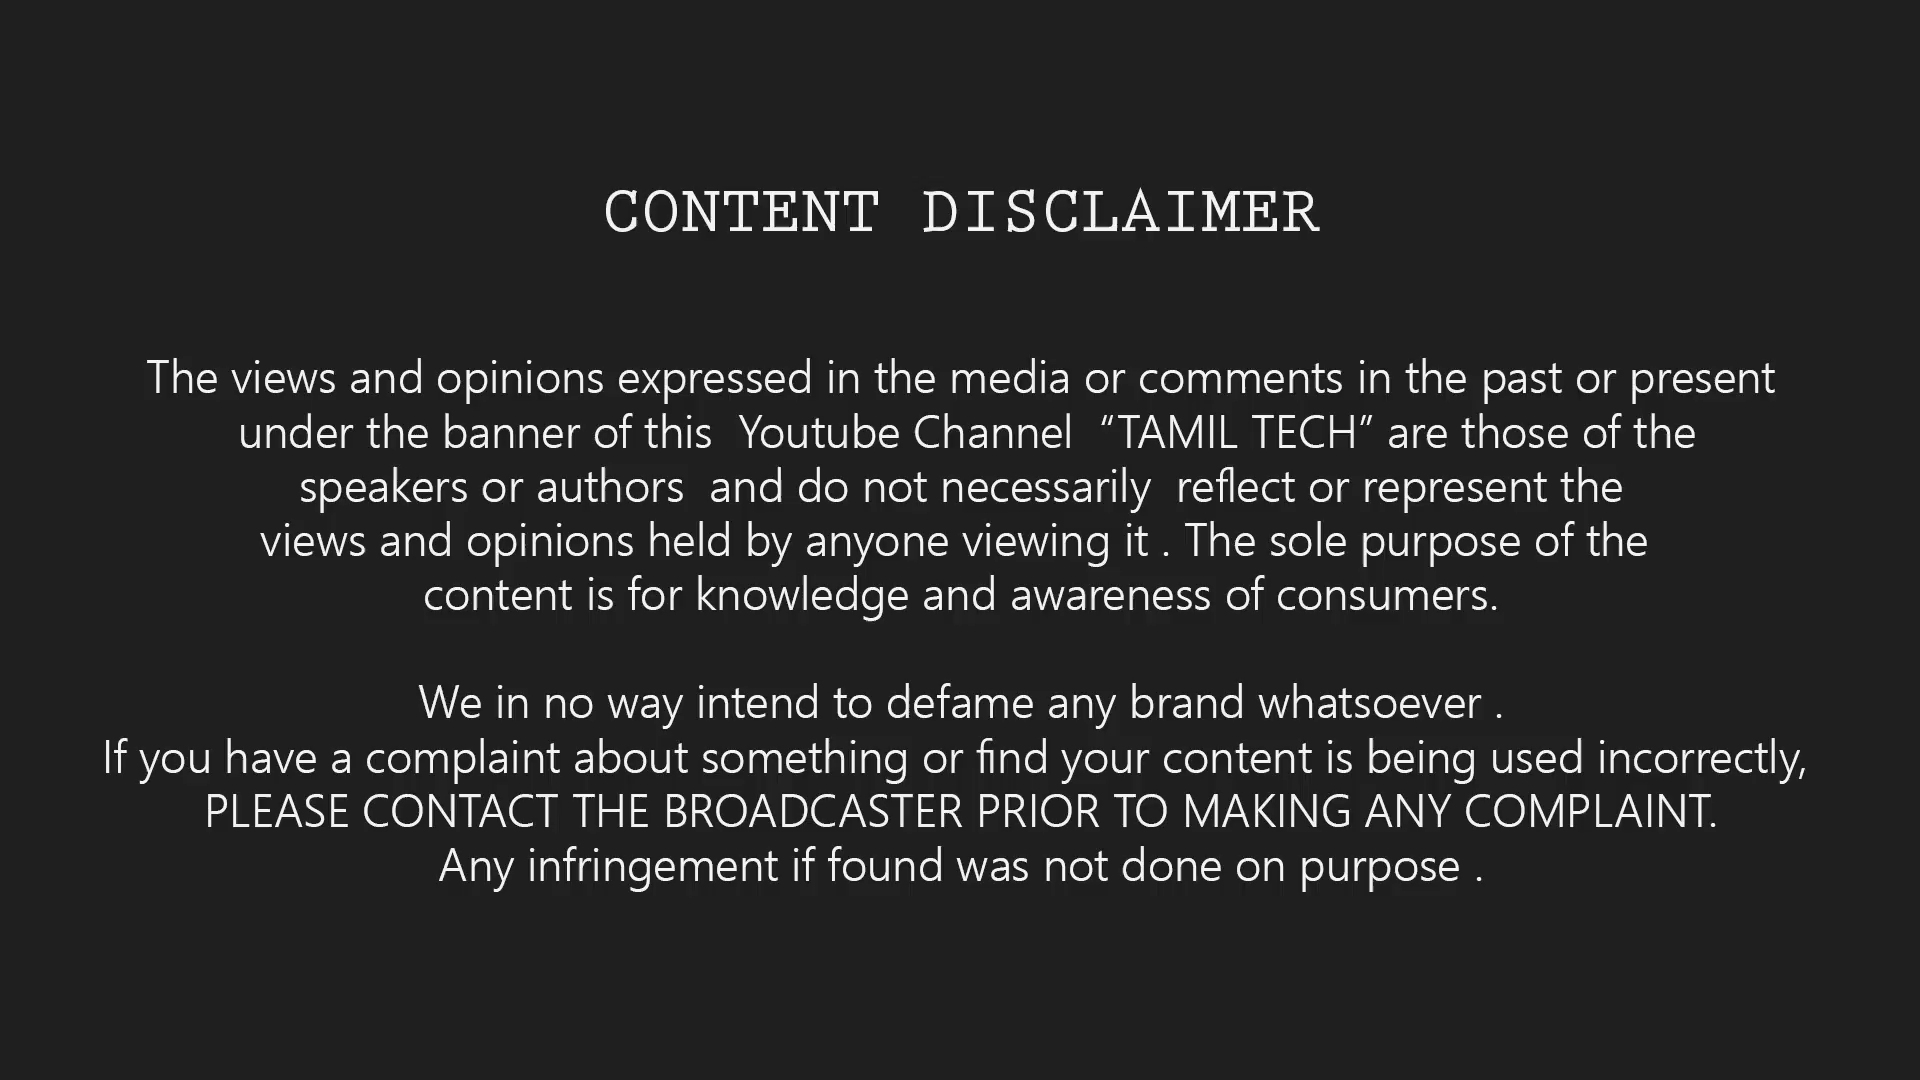 CONTENT DISCLAIMER
The views and opinions expressed in the media or comments in the past or present
under the banner of this  Youtube Channel  “TAMIL TECH” are those of the
speakers or authors  and do not necessarily  reflect or represent the
views and opinions held by anyone viewing it . The sole purpose of the
content is for knowledge and awareness of consumers.
We in no way intend to defame any brand whatsoever .
If you have a complaint about something or find your content is being used incorrectly,
PLEASE CONTACT THE BROADCASTER PRIOR TO MAKING ANY COMPLAINT.
Any infringement if found was not done on purpose .